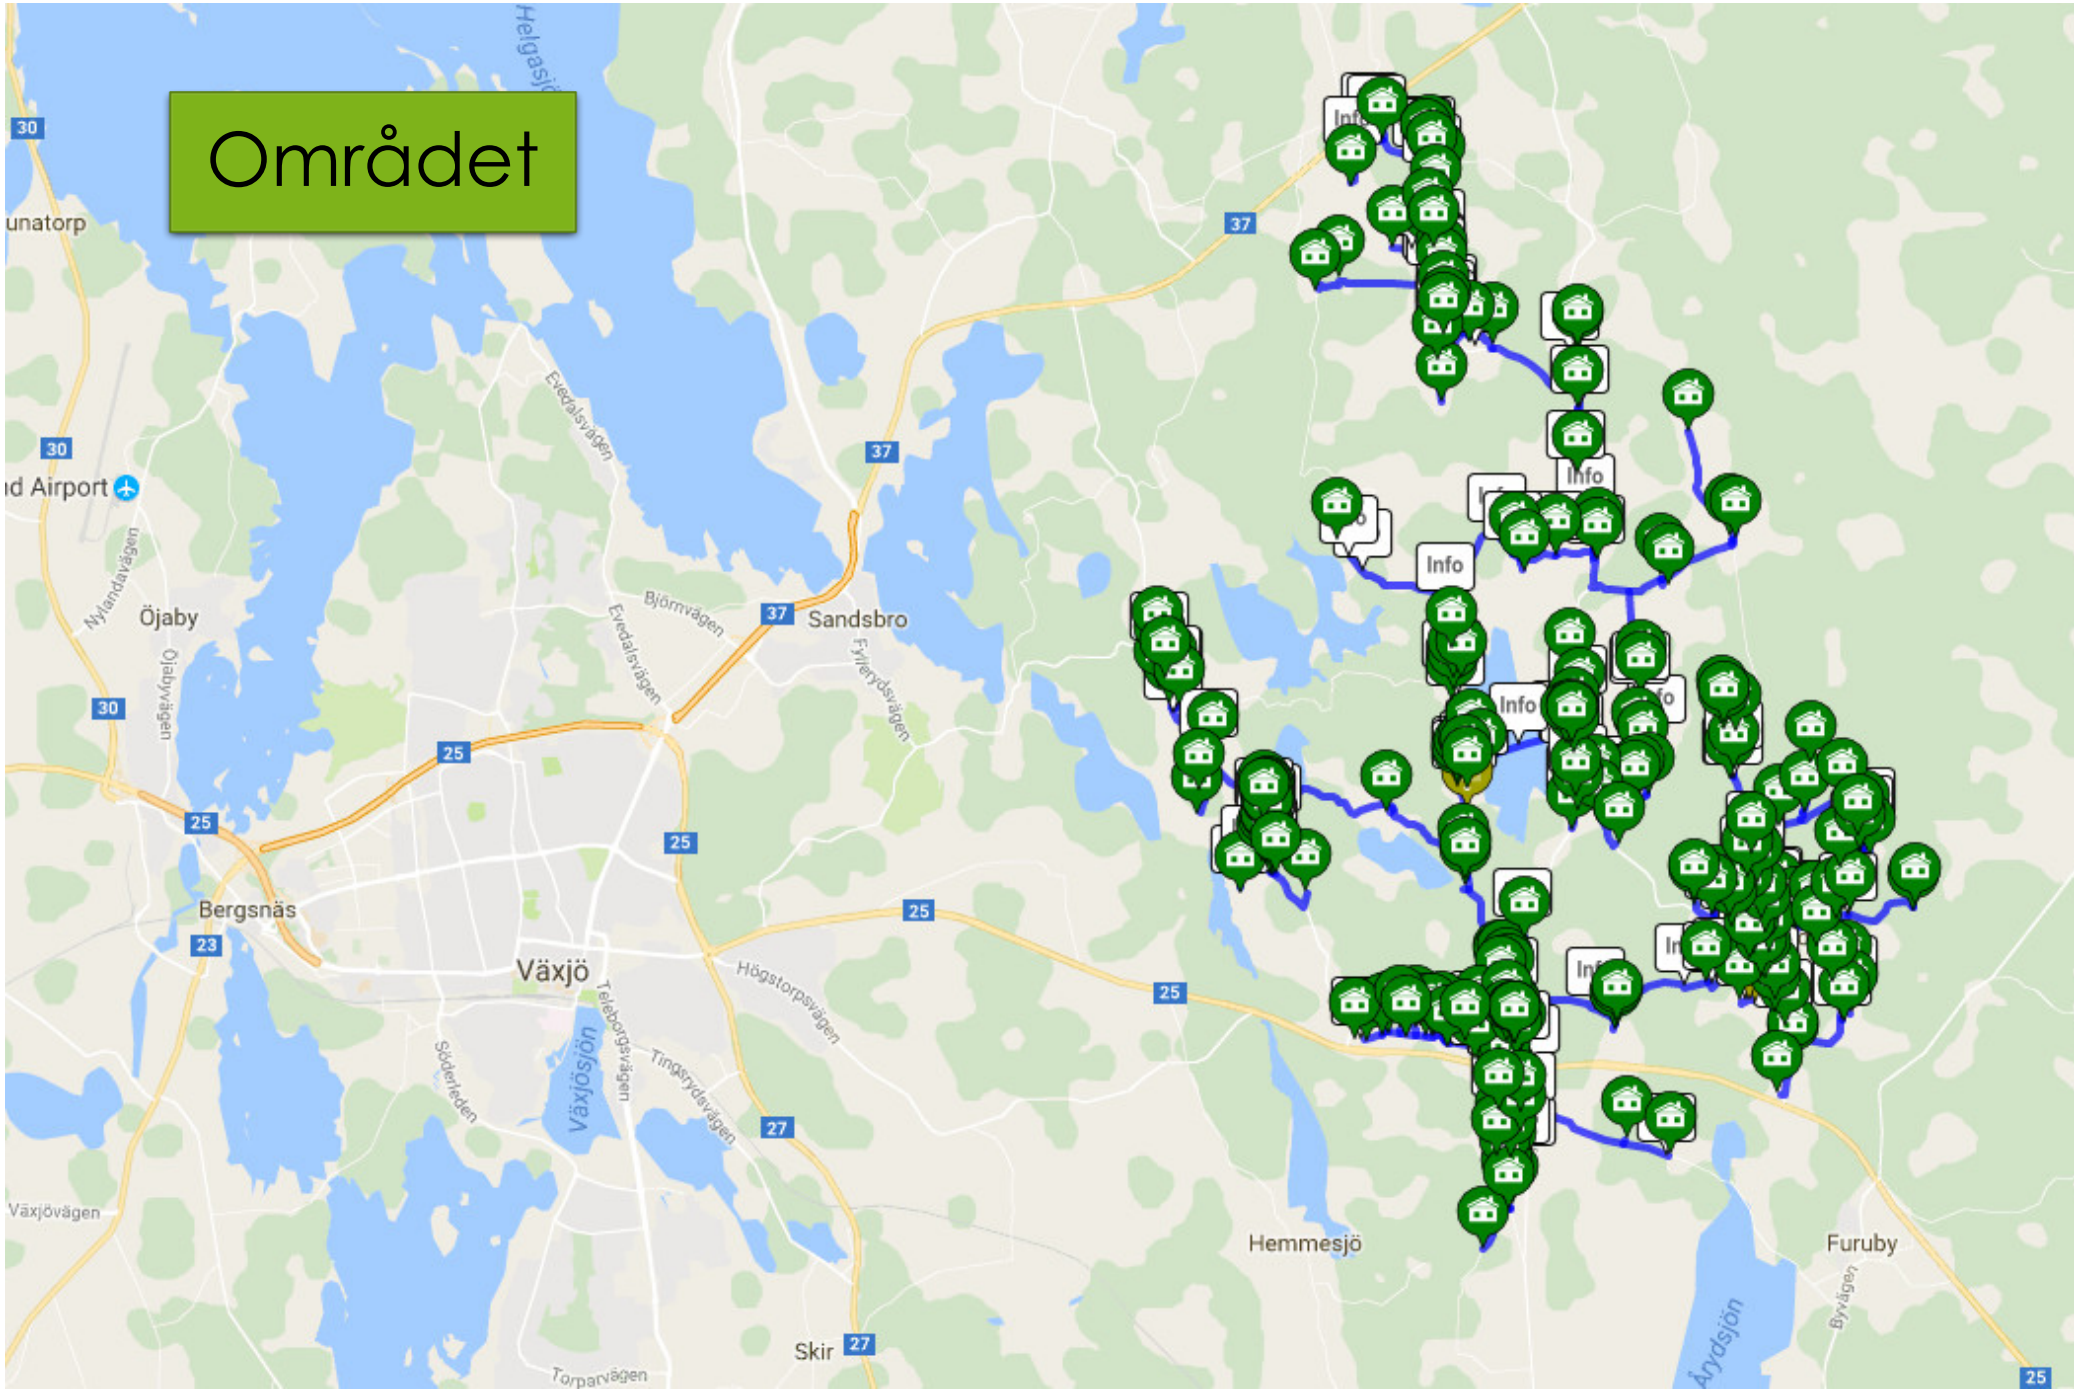 Helgasjö
30
Området
Info
unatorp
37
Evedalsvägen
30
37
d Airport
Info
Nylandavägen
Info
Björnvägen
37
Sandsbro
Öjaby
Evedalsvägen
Fyllerydsvägen
Öjabyvägen
30
Info
25
25
25
Bergsnäs
25
23
Växjö
Högstorpsvägen
25
Teleborgsvägen
Växjösjön
Söderleden
Tingsrydsvägen
27
Växjövägen
Hemmesjö
Furuby
Byvägen
Årydsjön
Skir
27
Torparvägen
25